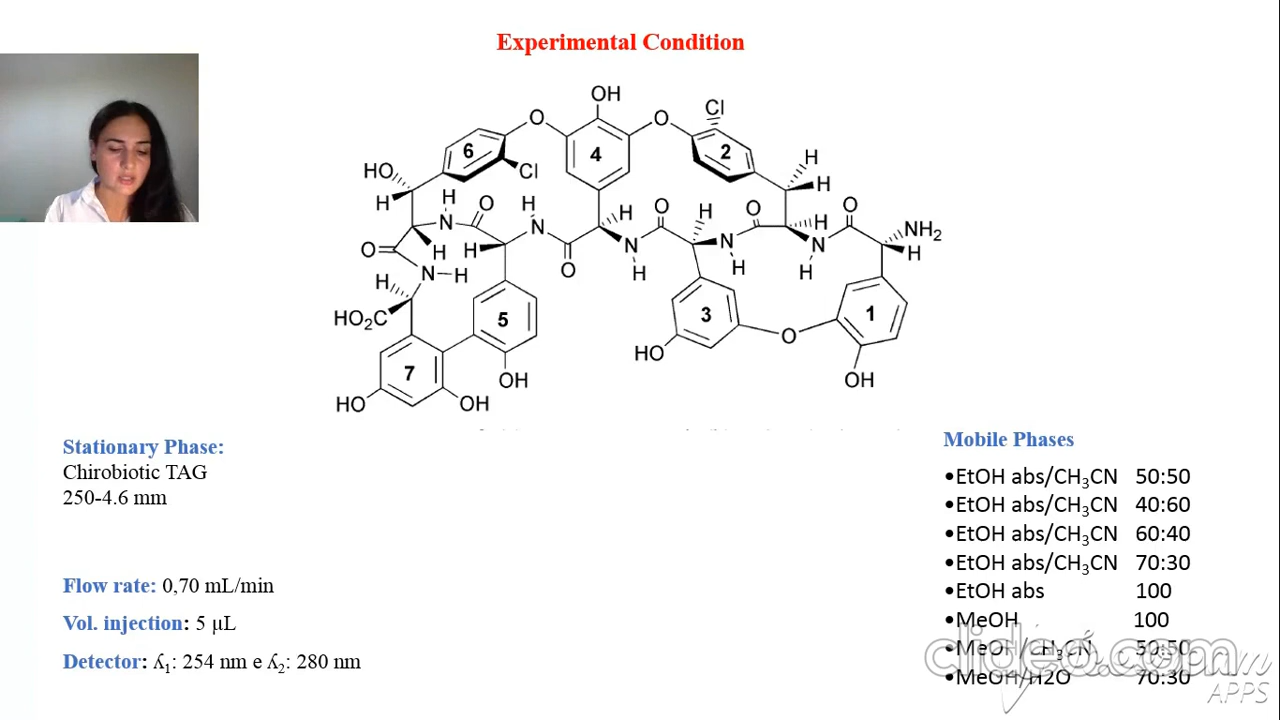 Experimental Condition
OH
O
O
Cl
6
4
2
HO
Cl
H
H
H
H
O
H
O
H
O
H
O
N
N
H
N
N
N
NH2
O
H
H
O
H
H
H
H
N
H
H
HO2C
5
3
1
O
7
HO
OH
OH
HO
OH
Stationary Phase:
Chirobiotic TAG
250-4.6 mm
Flow rate: 0,70 mL/min
Vol. injection: 5 µL
Detector: ʎ1: 254 nm e ʎ2: 280 nm
Mobile Phases
•EtOH abs/CH3CN 50:50
•EtOH abs/CH3CN 40:60
•EtOH abs/CH3CN 60:40
•EtOH abs/CH3CN 70:30
•EtOH abs 100
•MeOH 100
•MeOH/CH3CN 50:50
•MeOH/H2O 70:30
clideo.com
APPS